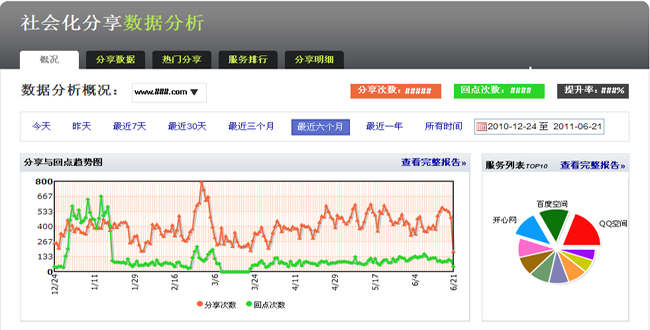 社会化分享数据分析
概况 分享数据 热门分享 服务排行 分享明细
数据分析概况： www.###.com 分享次数：##### 回点次数：#### 提升率：###%
今天 昨天 最近7天 最近30天 最近三个月 最近六个月 最近一年 所有时间 2010-12-24 至 2011-06-21
分享与回点趋势图 查看完整报告»
服务列表TOP10 查看完整报告»
800
667
533
400
267
133
0
12/24 1/11 1/29 2/16 3/6 3/24 4/11 4/29 5/17 6/4 6/21
分享次数 回点次数
百度空间
开心网
QQ空间